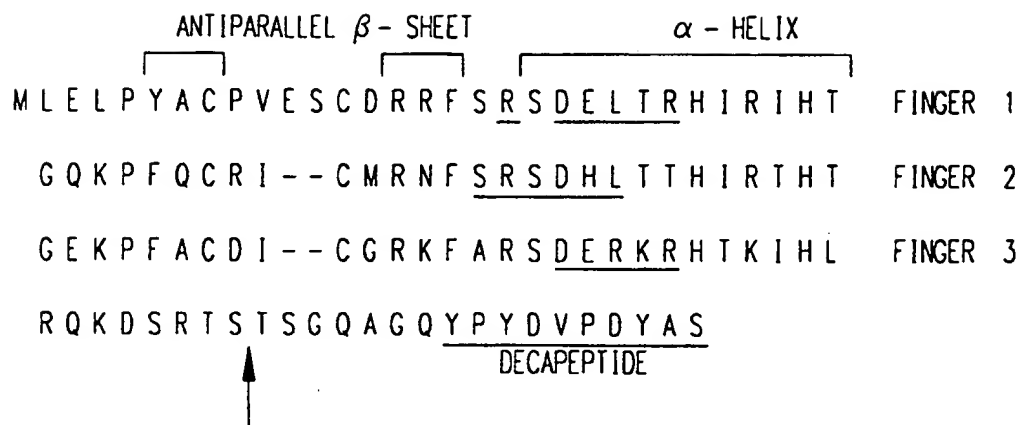 ANTIPARALLEL β - SHEET α - HELIX
M L E L P Y A C P V E S C D R R F S R S D E L T R H I R I H T FINGER 1
G Q K P F Q C R I - - C M R N F S R S D H L T T H I R T H T FINGER 2
G E K P F A C D I - - C G R K F A R S D E R K R H T K I H L FINGER 3
R Q K D S R T S T S G Q A G Q Y P Y D V P D Y A S
DECAPEPTIDE